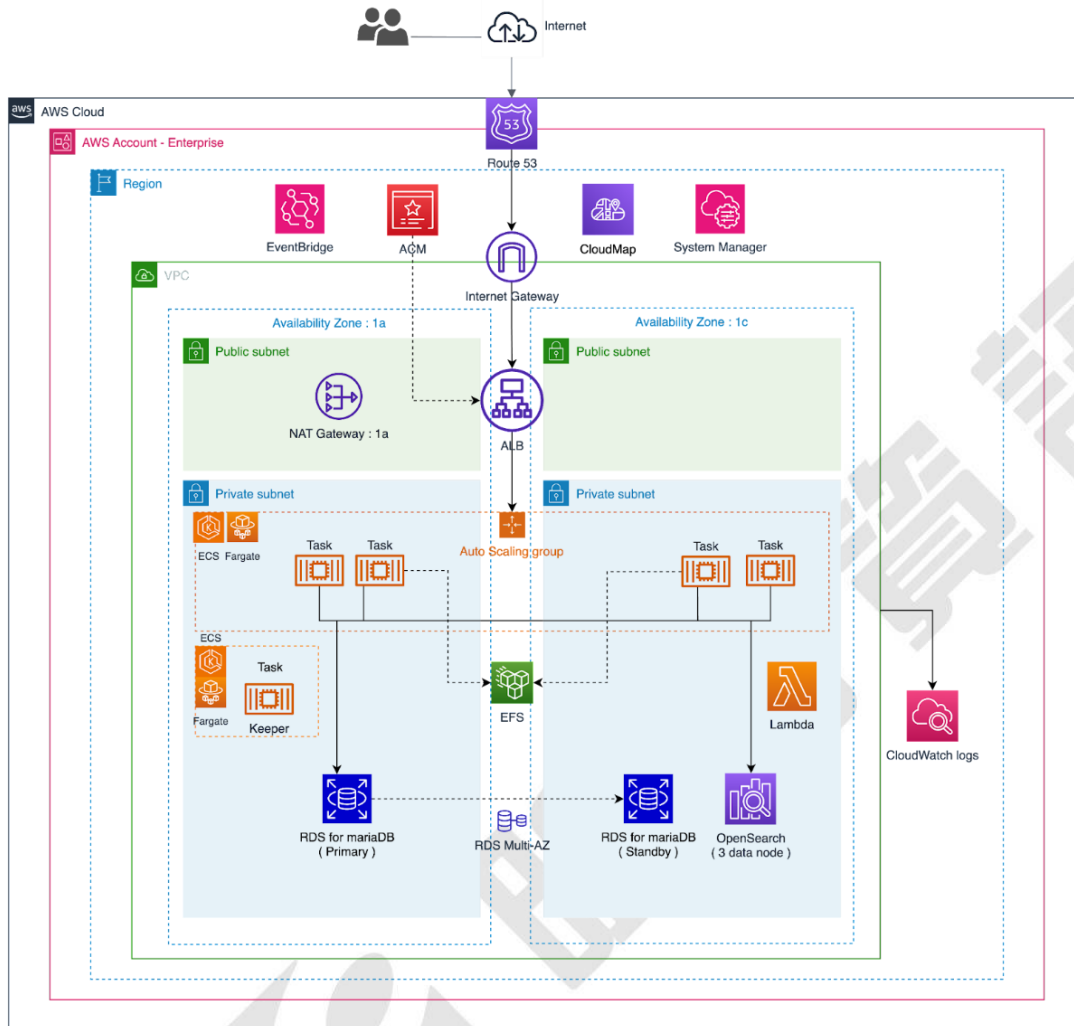 Internet
aws
AWS Cloud
AWS Account - Enterprise
53
Route 53
Region
EventBridge
ACM
CloudMap
System Manager
VPC
Internet Gateway
Availability Zone : 1a
Availability Zone : 1c
Public subnet
Public subnet
NAT Gateway : 1a
ALB
Private subnet
Private subnet
ECS
Fargate
Auto Scaling group
Task
Task
Task
Task
ECS
Fargate
Task
Keeper
EFS
Lambda
CloudWatch logs
RDS for mariaDB
( Primary )
RDS Multi-AZ
RDS for mariaDB
( Standby )
OpenSearch
( 3 data node )